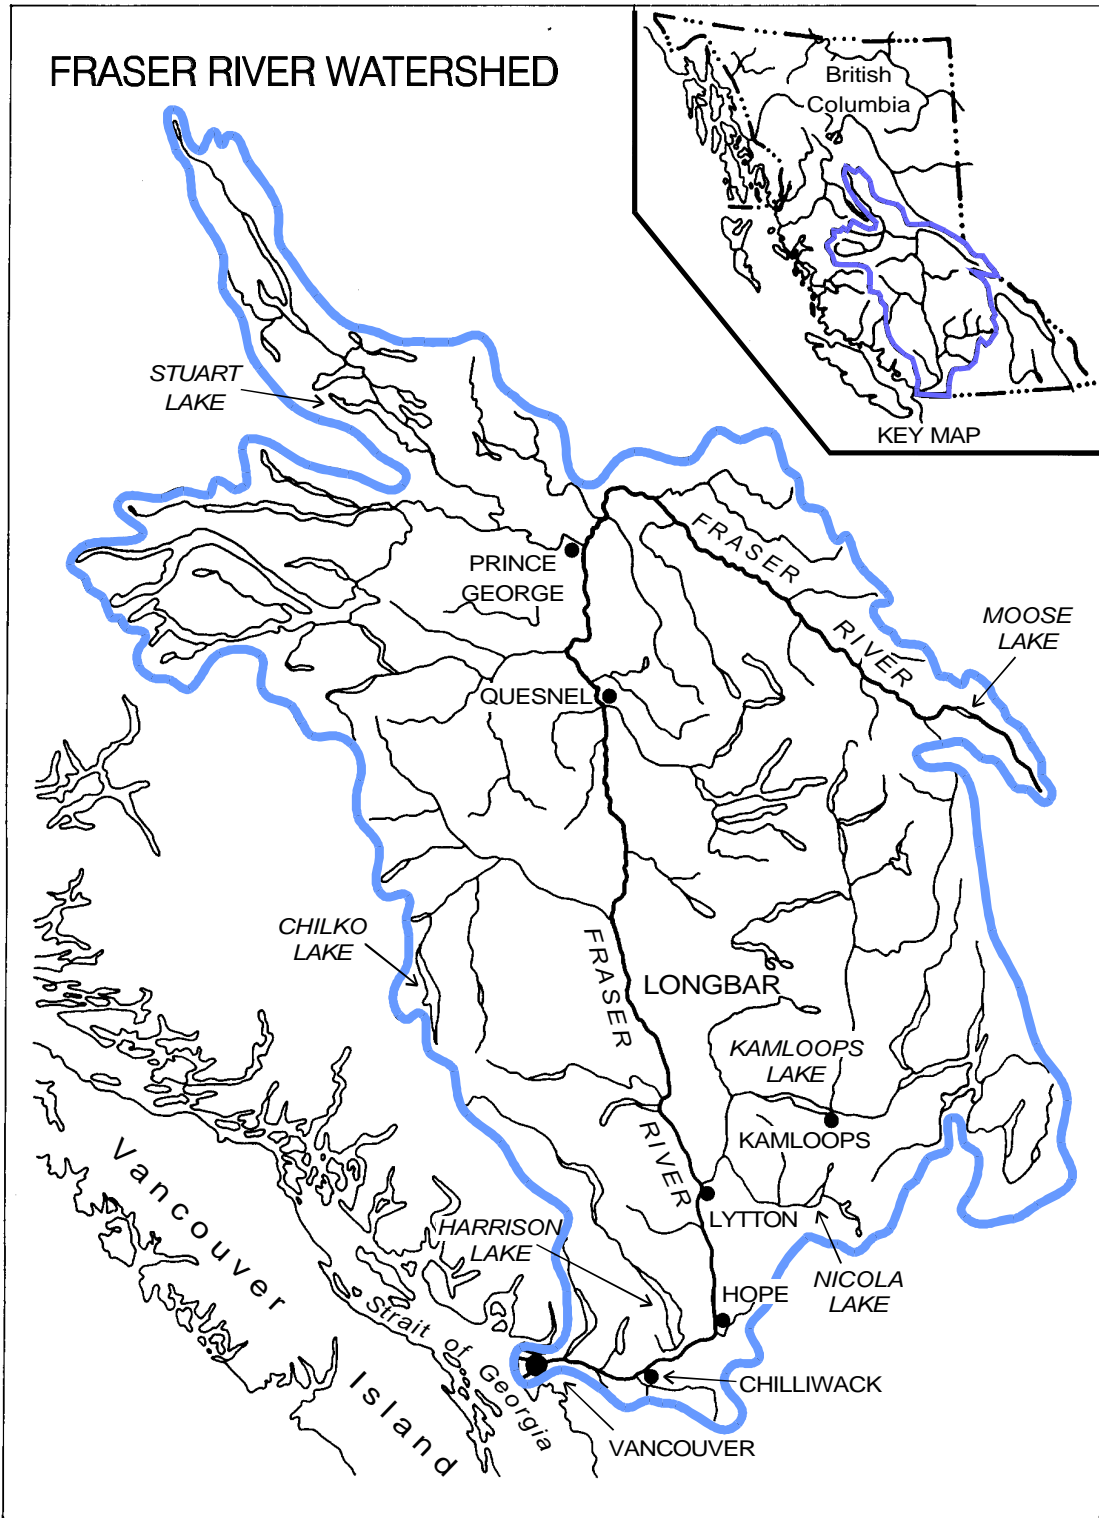 FRASER RIVER WATERSHED
British
Columbia
KEY MAP
STUART
LAKE
FRASER
RIVER
PRINCE
GEORGE
MOOSE
LAKE
QUESNEL
CHILKO
LAKE
FRASER
RIVER
LONGBAR
KAMLOOPS
LAKE
KAMLOOPS
LYTTON
HARRISON
LAKE
NICOLA
LAKE
HOPE
CHILLIWACK
VANCOUVER
Vancouver
Island
Strait of
Georgia